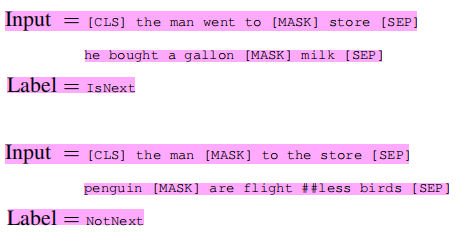 Input = [CLS] the man went to [MASK] store [SEP]
he bought a gallon [MASK] milk [SEP]
Label = IsNext
Input = [CLS] the man [MASK] to the store [SEP]
penguin [MASK] are flight ##less birds [SEP]
Label = NotNext